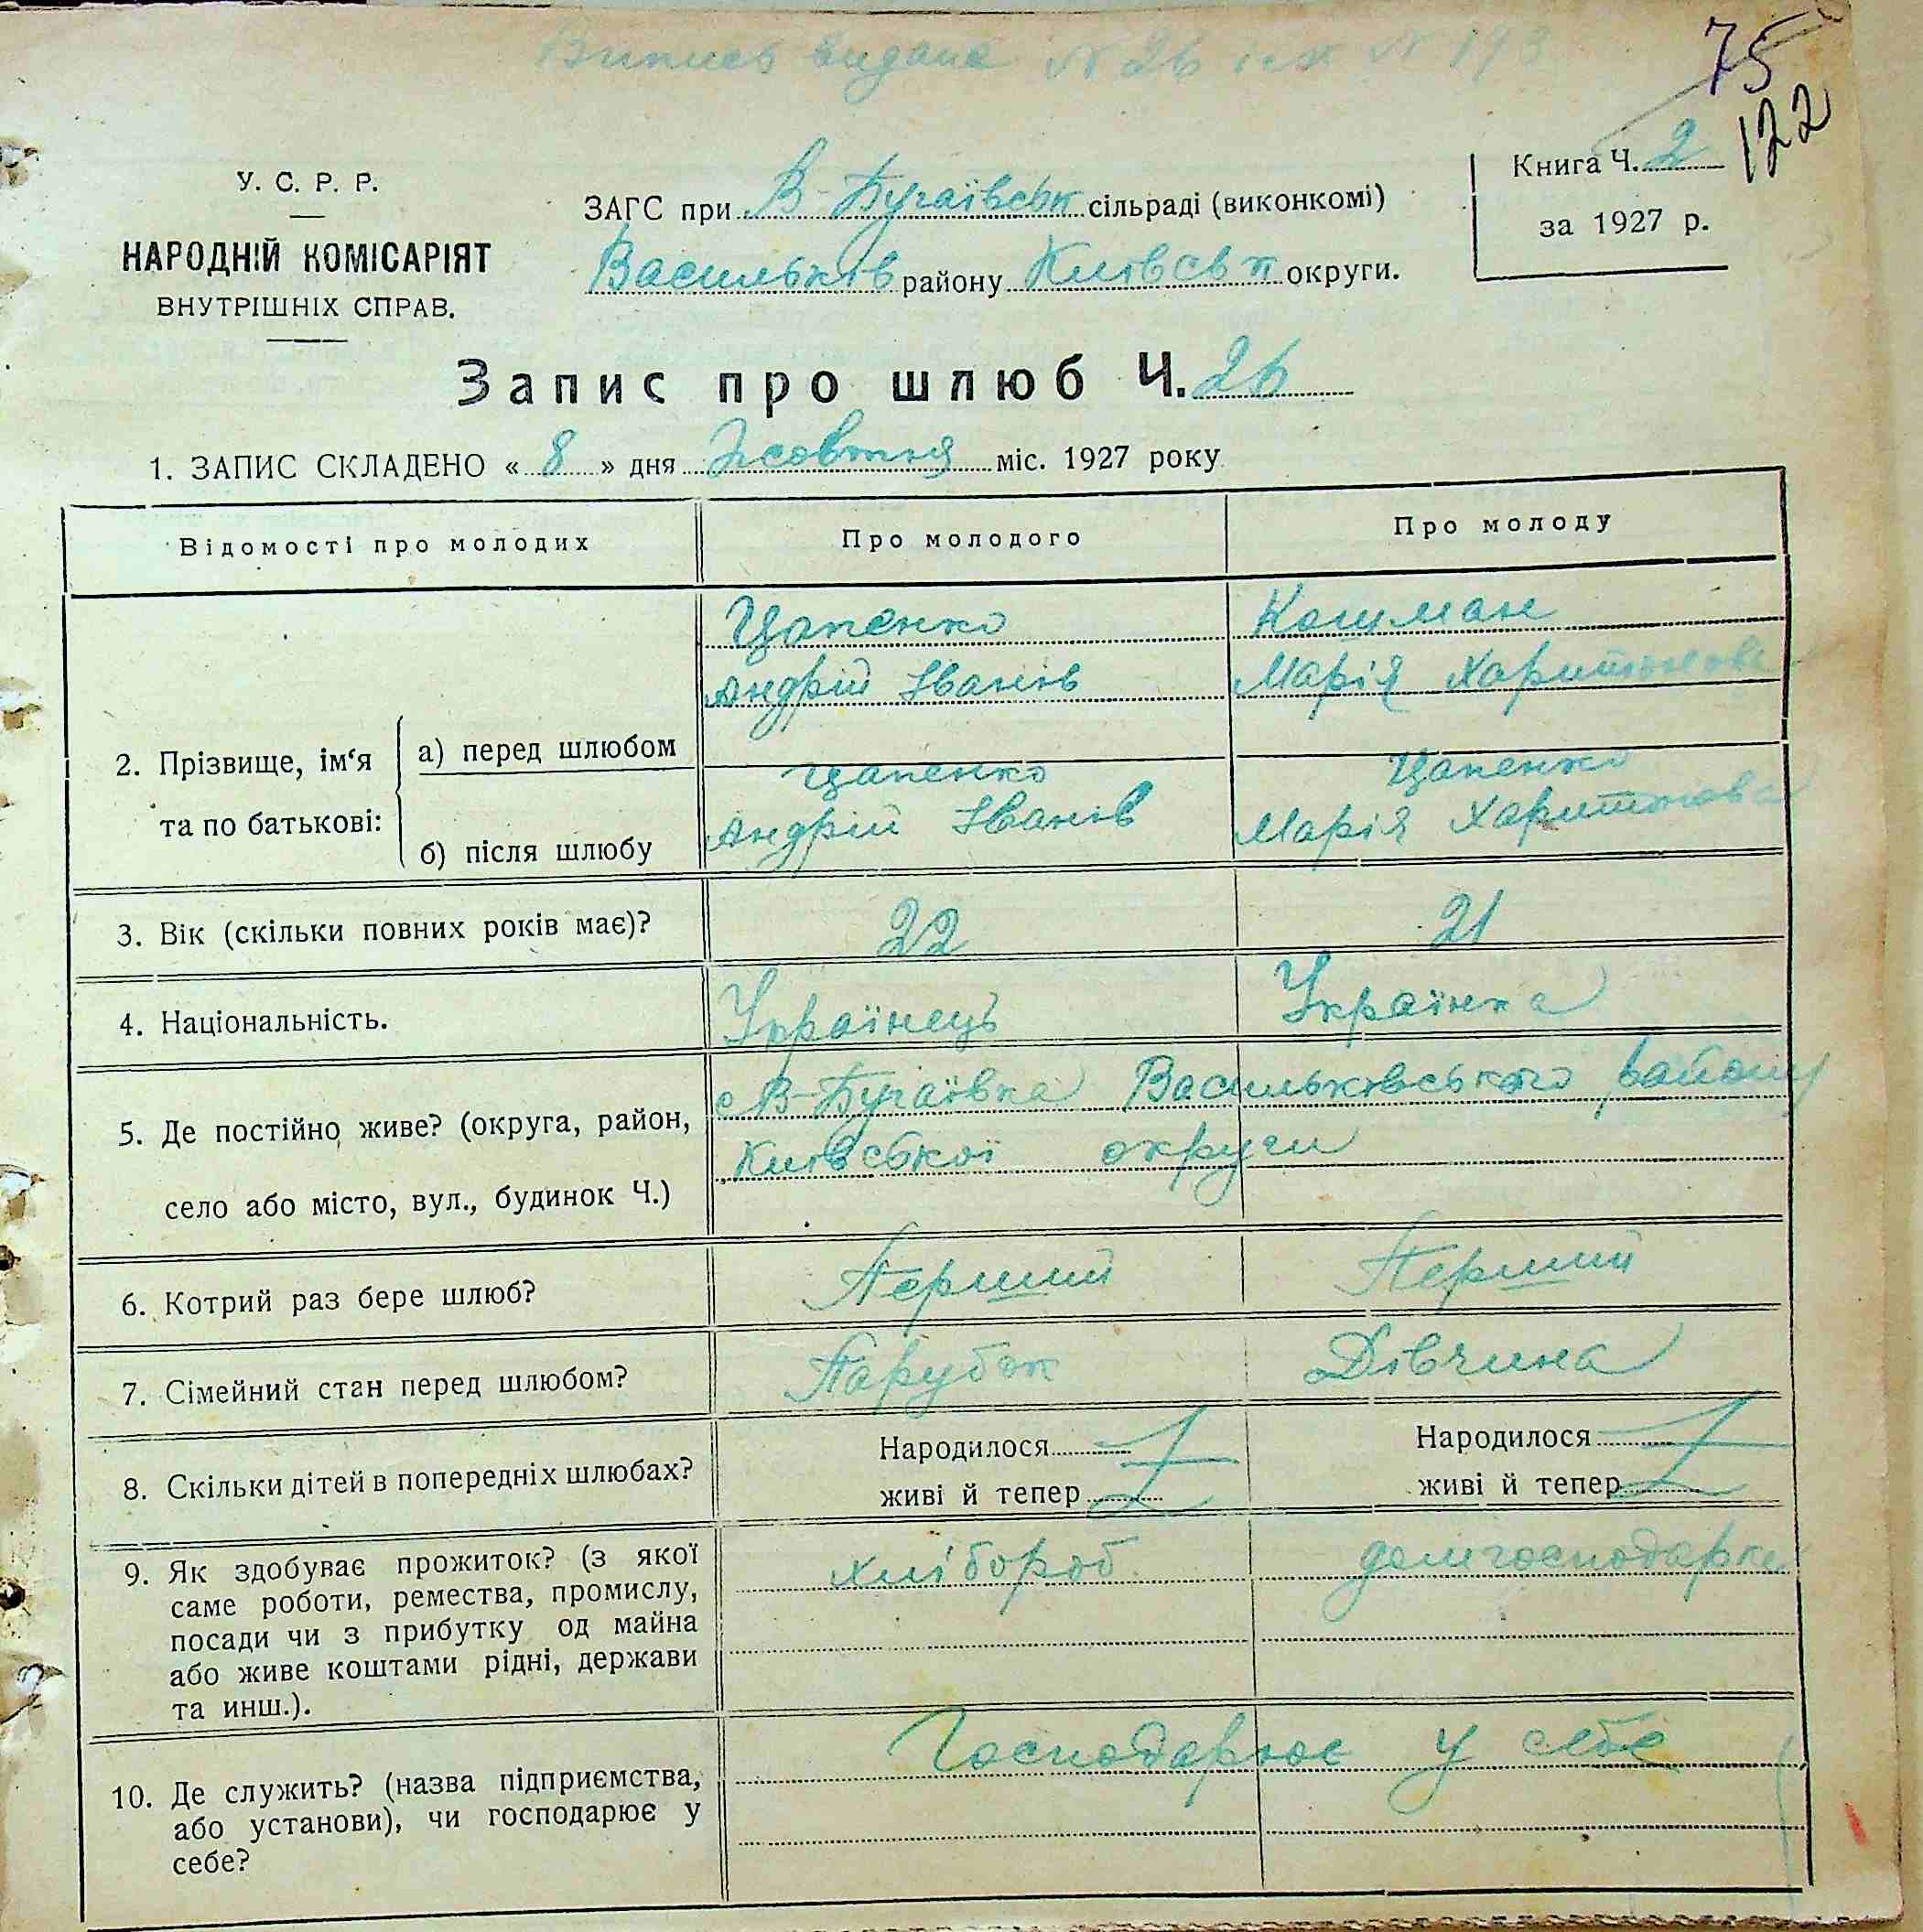 Випись видана № 26 № 193
75
122
У. С. Р. Р.
НАРОДНІЙ КОМІСАРІЯТ
ВНУТРІШНІХ СПРАВ.
ЗАГС при В-Бугаївськ сільраді (виконкомі)
Васильків району Київськ округи.
Книга Ч. 2
за 1927 р.
Запис про шлюб Ч. 26
1. ЗАПИС СКЛАДЕНО « 8 » дня Жовтня міс. 1927 року
Відомості про молодих
Про молодого
Про молоду
2. Прізвище, ім'я
та по батькові:
а) перед шлюбом
б) після шлюбу
Цапенко
Андрій Іванів
Кошман
Марія Харитонова
Цапенко
Андрій Іванів
Цапенко
Марія Харитонова
3. Вік (скільки повних років має)?
22
21
4. Національність.
Українець
Українка
5. Де постійно живе? (округа, район,
село або місто, вул., будинок Ч.)
с В-Бугаївка Васильківського району
Київської округи
6. Котрий раз бере шлюб?
Перший
Перший
7. Сімейний стан перед шлюбом?
Парубок
Дівчина
8. Скільки дітей в попередніх шлюбах?
Народилося
живі й тепер
Народилося
живі й тепер
9. Як здобуває прожиток? (з якої
саме роботи, ремества, промислу,
посади чи з прибутку од майна
або живе коштами рідні, держави
та инш.).
хлібороб
домгосподарка
10. Де служить? (назва підприємства,
або установи), чи господарює у
себе?
Господарює у себе